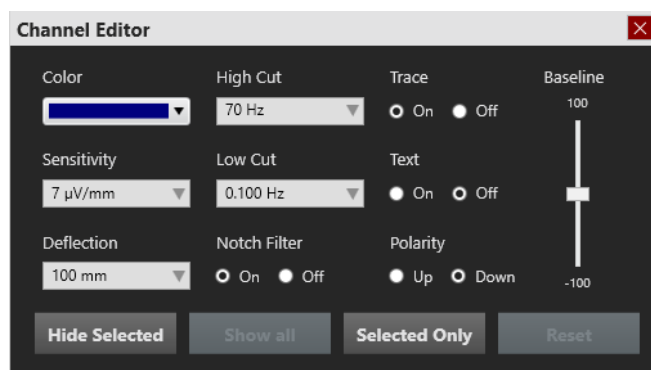 Channel Editor
Color High Cut Trace Baseline
70 Hz On Off 100
Sensitivity Low Cut Text
7 µV/mm 0.100 Hz On Off
Deflection Notch Filter Polarity
100 mm On Off Up Down -100
Hide Selected Show all Selected Only Reset